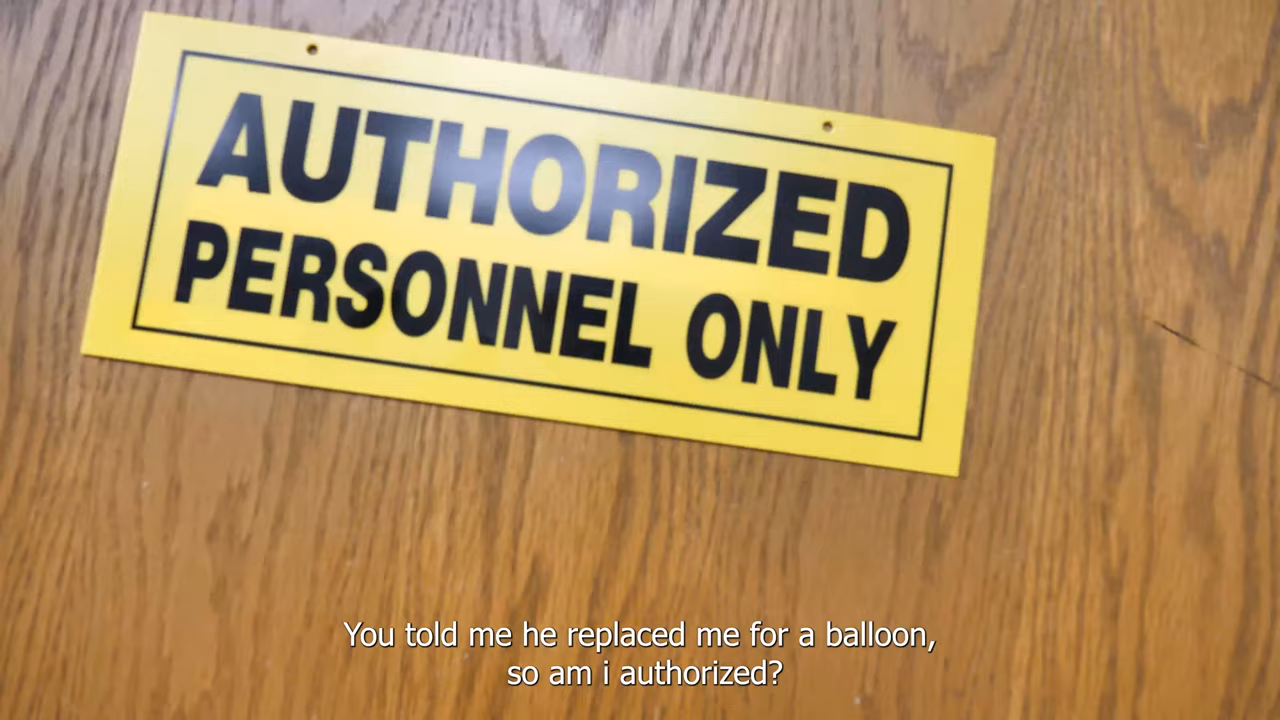 AUTHORIZED
PERSONNEL ONLY
You told me he replaced me for a balloon,
so am i authorized?